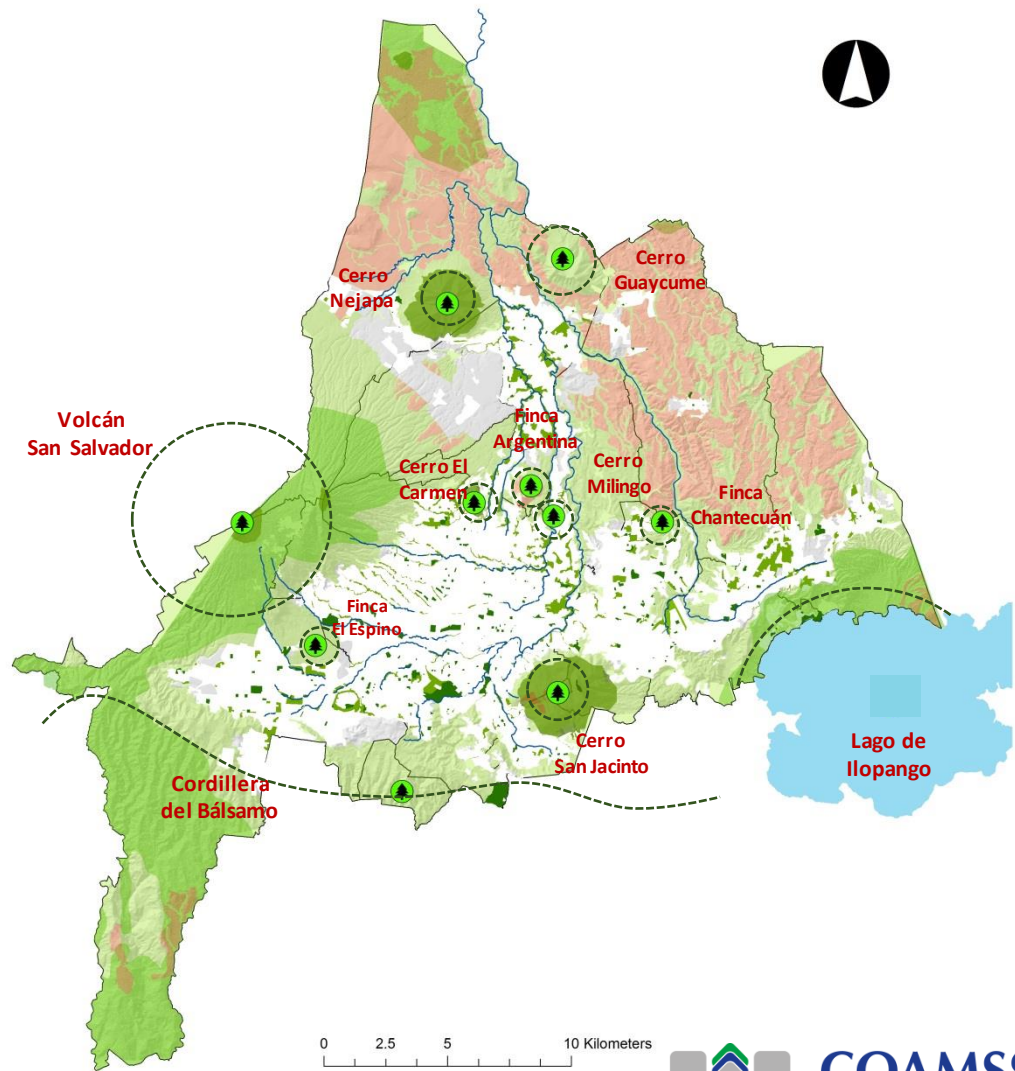 Cerro
Nejapa
Cerro
Guaycume
Volcán
San Salvador
Finca
Argentina
Cerro El
Carmen
Cerro
Milingo
Finca
Chantecuán
Finca
El Espino
Cerro
San Jacinto
Lago de
Ilopango
Cordillera
del Bálsamo
0 2.5 5 10 Kilometers